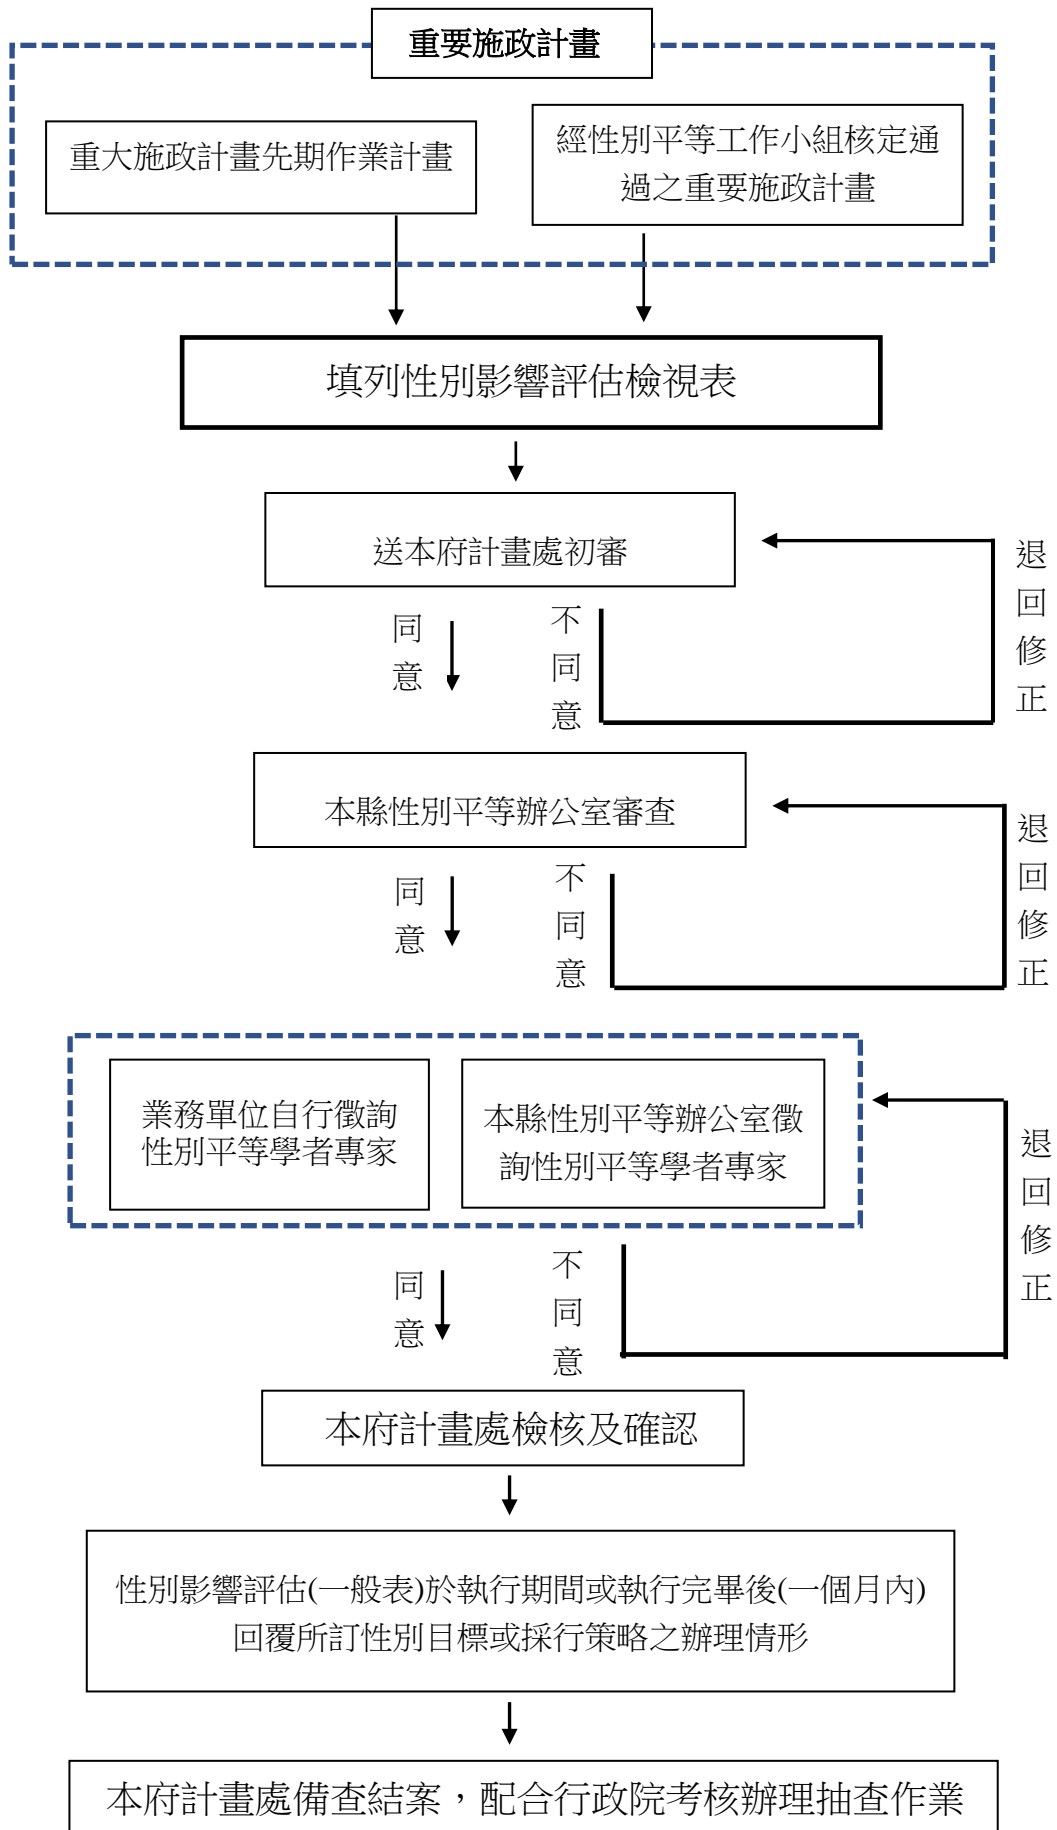 重要施政計畫
重大施政計畫先期作業計畫
經性別平等工作小組核定通
過之重要施政計畫
填列性別影響評估檢視表
送本府計畫處初審
同意
不同意
退回修正
本縣性別平等辦公室審查
同意
不同意
退回修正
業務單位自行徵詢
性別平等學者專家
本縣性別平等辦公室徵
詢性別平等學者專家
同意
不同意
退回修正
本府計畫處檢核及確認
性別影響評估(一般表)於執行期間或執行完畢後(一個月內)
回覆所訂性別目標或採行策略之辦理情形
本府計畫處備查結案，配合行政院考核辦理抽查作業